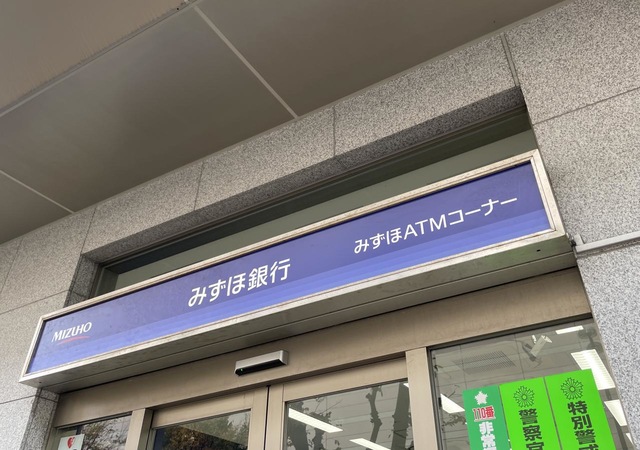 MIZUHO
みずほ銀行
みずほATMコーナー
110番
非常
警察官
特別警戒